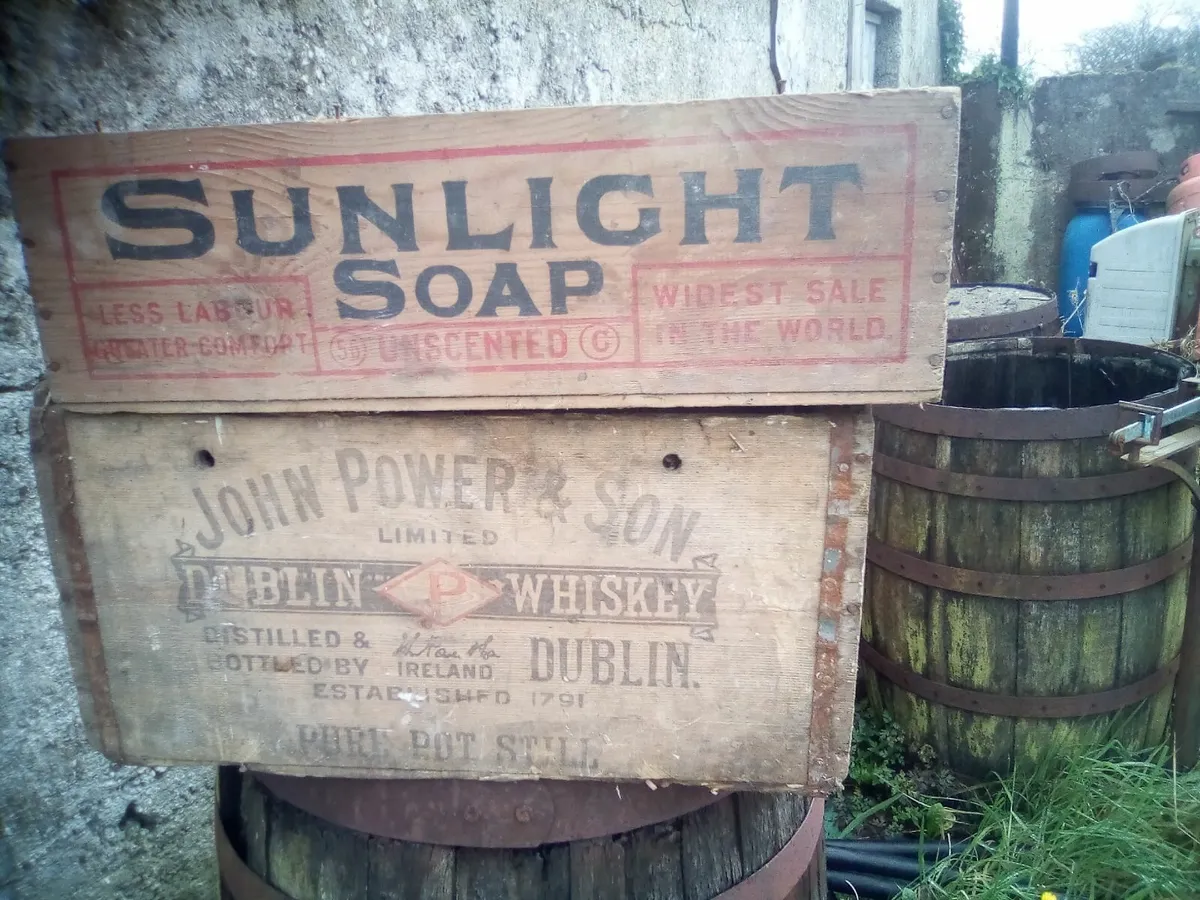 SUNLIGHT
SOAP
LESS LABOUR
GREATER COMFORT
UNSCENTED C
WIDEST SALE
IN THE WORLD.
JOHN POWER & SON
LIMITED
DUBLIN P WHISKEY
DISTILLED &
BOTTLED BY
IRELAND
DUBLIN.
ESTABLISHED 1791
PURE POT STILL